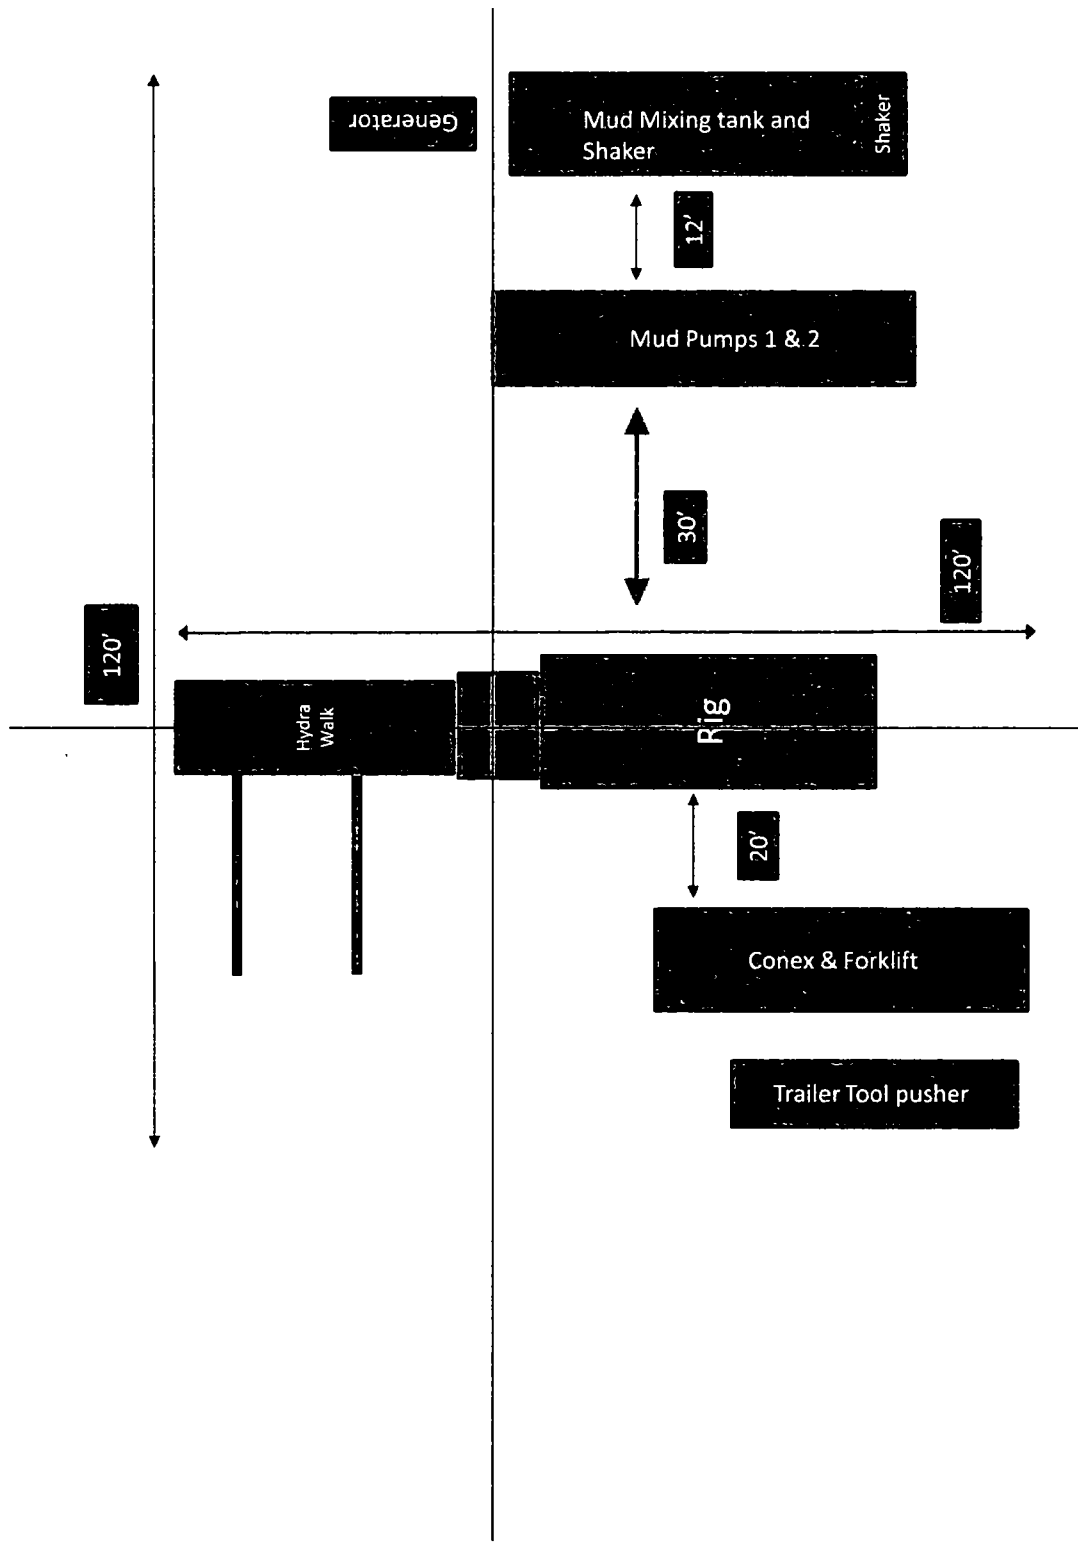 Generator
Mud Mixing tank and
Shaker
Shaker
12'
Mud Pumps 1 & 2
30'
120'
120'
Hydra
Walk
Rig
20'
Conex & Forklift
Trailer Tool pusher